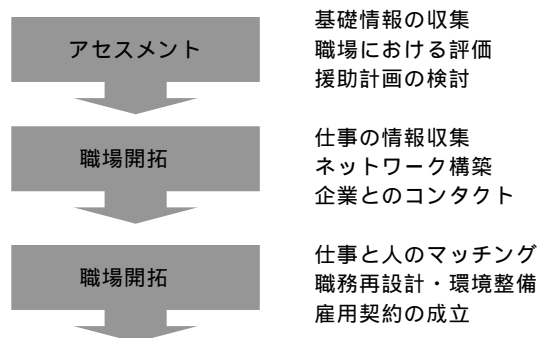 アセスメント
基礎情報の収集
職場における評価
援助計画の検討
職場開拓
仕事の情報収集
ネットワーク構築
企業とのコンタクト
職場開拓
仕事と人のマッチング
職務再設計・環境整備
雇用契約の成立